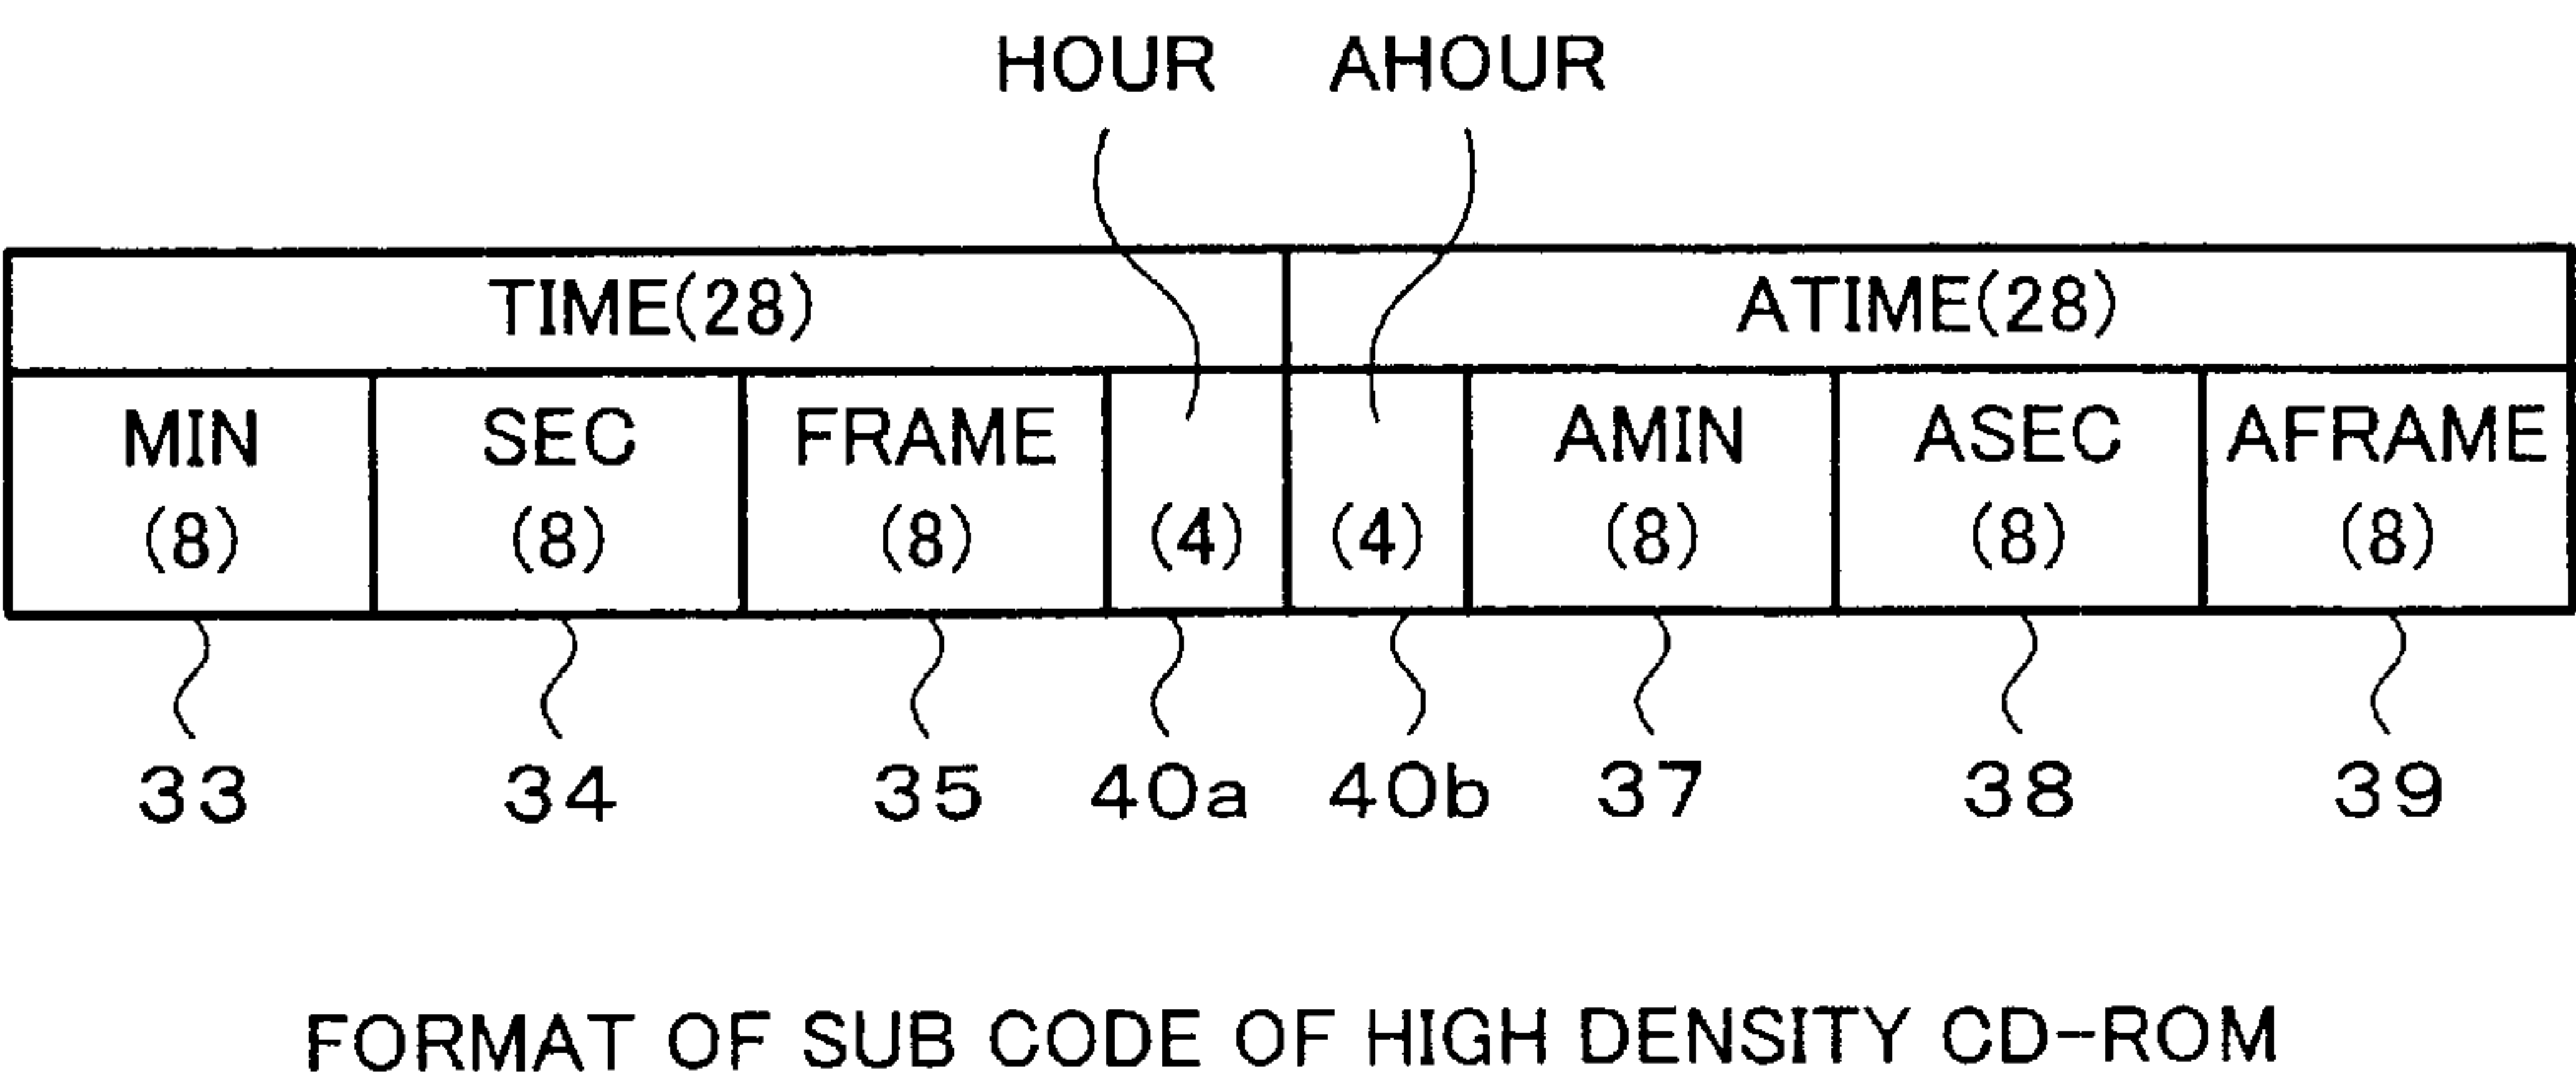 HOUR AHOUR
TIME(28) ATIME(28)
MIN SEC FRAME AMIN ASEC AFRAME
(8) (8) (8) (4) (4) (8) (8) (8)
33 34 35 40a 40b 37 38 39
FORMAT OF SUB CODE OF HIGH DENSITY CD-ROM